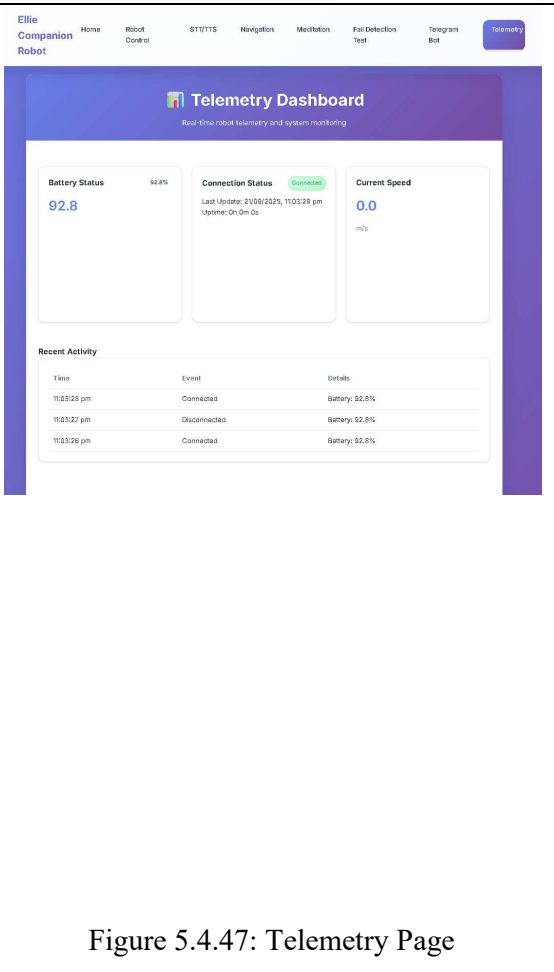 Ellie
Companion
Robot
Home
Robot
Control
STT/TTS
Navigation
Meditation
Fall Detection
Test
Telegram
Bot
Telemetry
Telemetry Dashboard
Real-time robot telemetry and system monitoring
Battery Status 92.8%
92.8
Connection Status Connected
Last Update: 21/09/2025, 11:03:28 pm
Uptime: 0h 0m 0s
Current Speed
0.0
m/s
Recent Activity
Time Event Details
11:03:28 pm Connected Battery: 92.8%
11:03:27 pm Disconnected Battery: 92.8%
11:03:26 pm Connected Battery: 92.8%
Figure 5.4.47: Telemetry Page